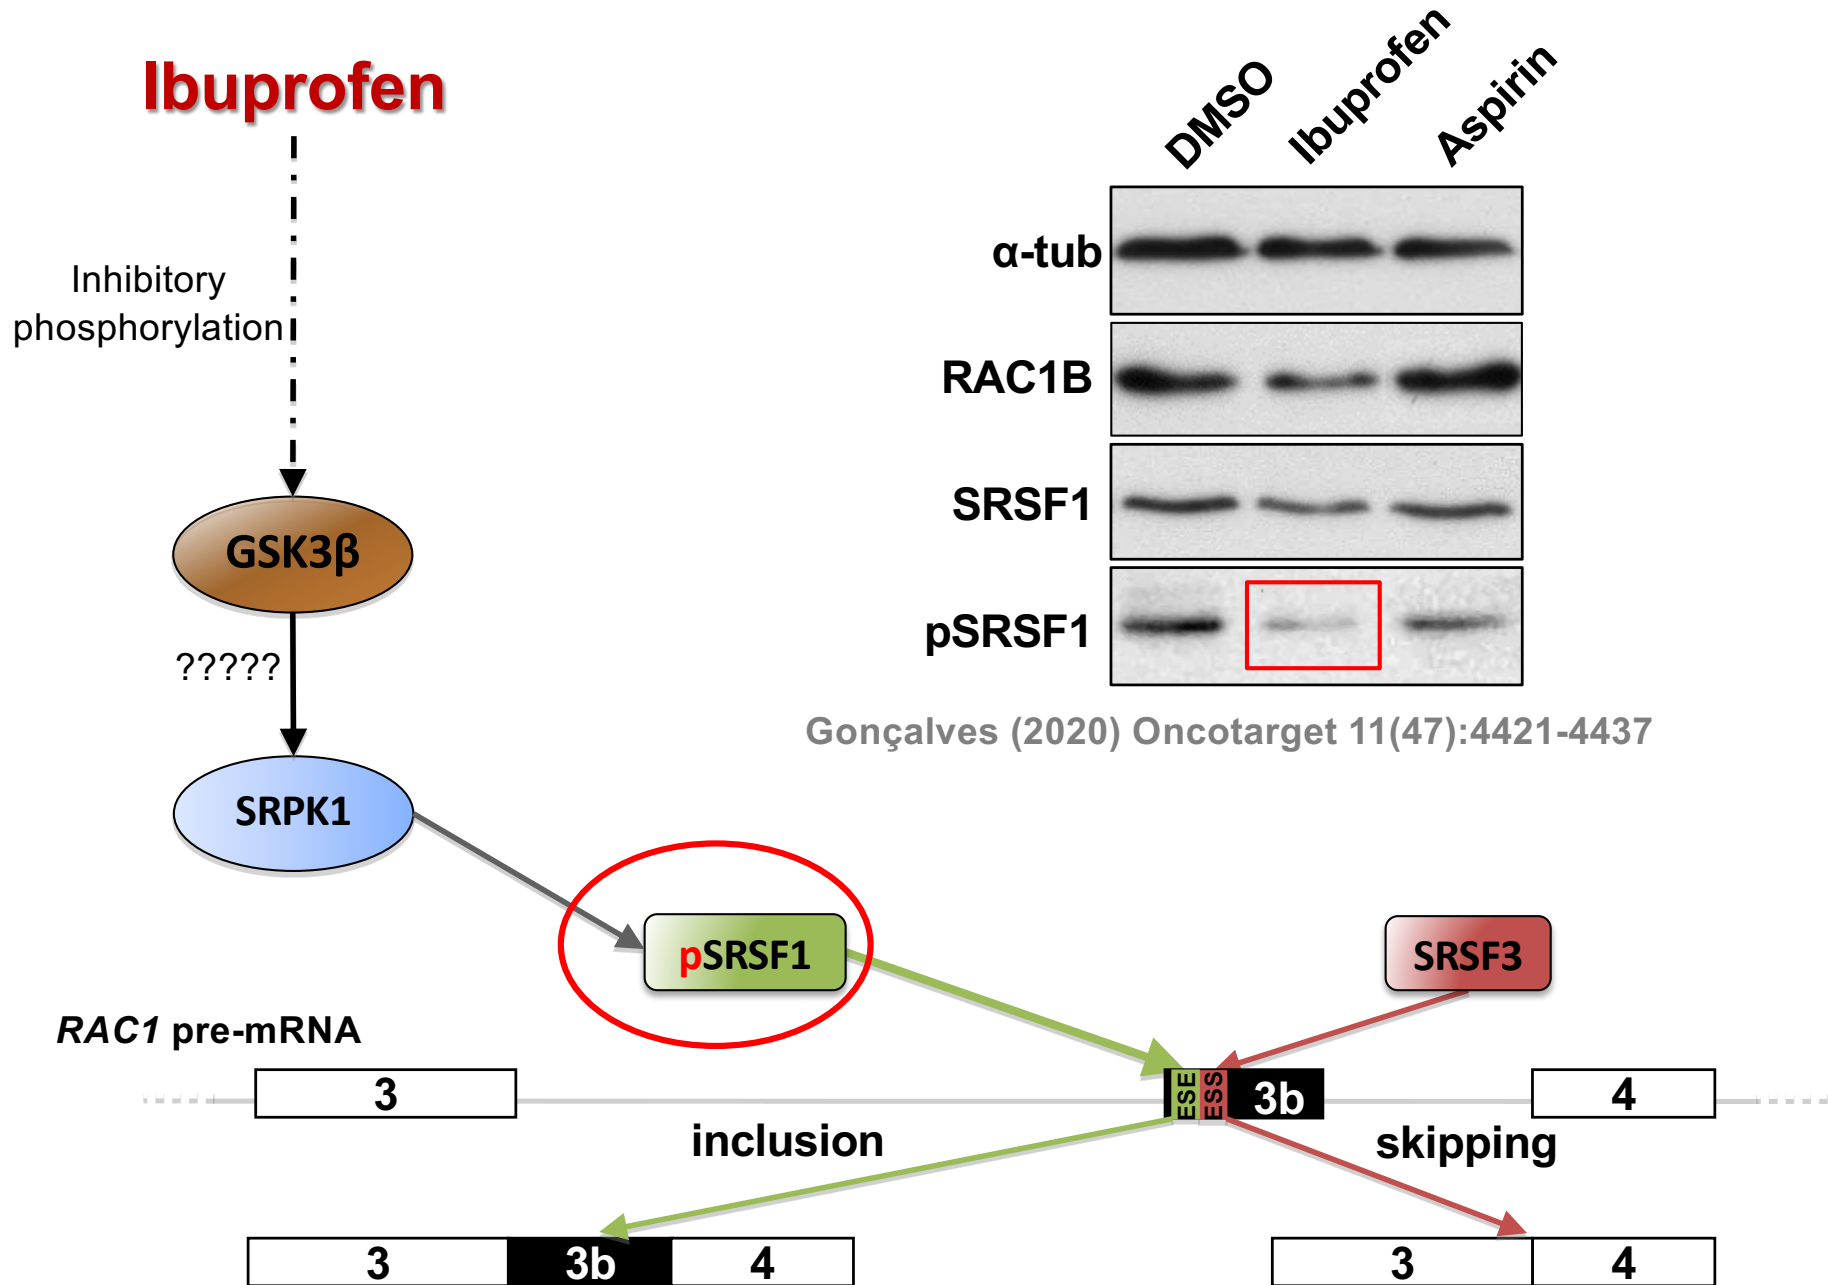 Ibuprofen
Inhibitory
phosphorylation
GSK3β
?????
SRPK1
DMSO
Ibuprofen
Aspirin
α-tub
RAC1B
SRSF1
pSRSF1
Gonçalves (2020) Oncotarget 11(47):4421-4437
pSRSF1
SRSF3
RAC1 pre-mRNA
3
ESE
ESS
3b
4
inclusion
skipping
3 3b 4
3 4